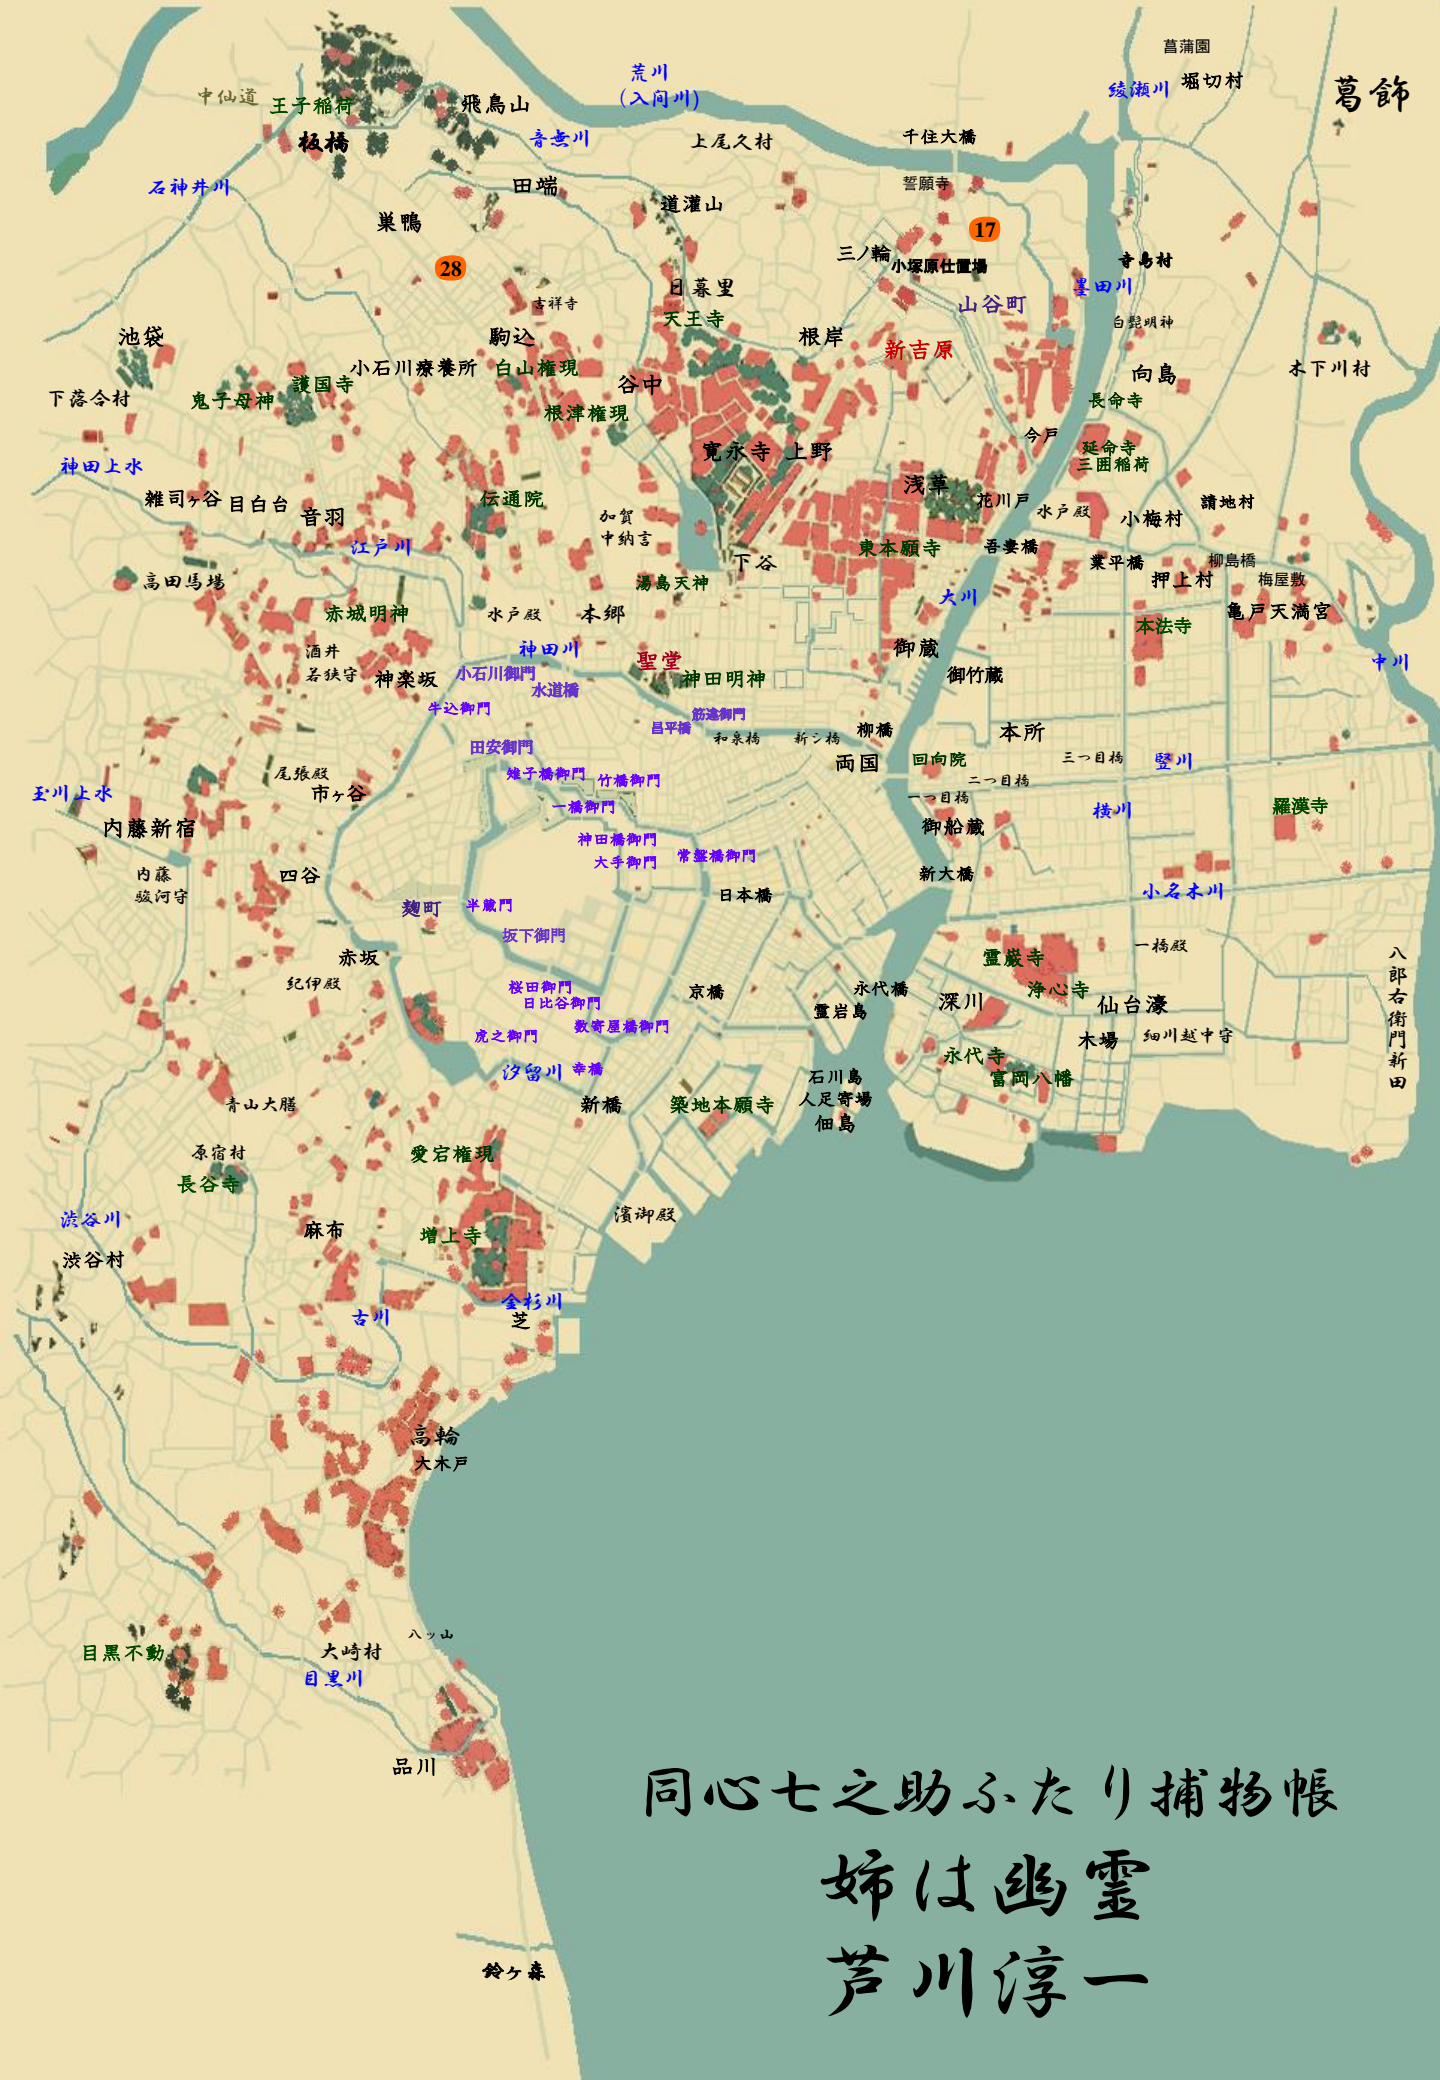 菖蒲園
荒川
(入间川)
綾瀬川
堀切村
葛飾
中仙道
王子稲荷
飛鳥山
板橋
音無川
上尾久村
千住大橋
石神井川
田端
誓願寺
道灌山
巣鴨
17
三ノ輪
小塚原仕置場
寺島村
28
日暮里
墨田川
吉祥寺
山谷町
天王寺
白髭明神
池袋
駒込
根岸
新吉原
小石川療養所
白山権現
向島
木下川村
護国寺
谷中
下落合村
鬼子母神
長命寺
根津権現
今戸
寛永寺
上野
延命寺
三囲稲荷
神田上水
雑司ヶ谷
目白台
伝通院
浅草
花川戸
水戸殿
請地村
音羽
加賀
中納言
小梅村
江戸川
東本願寺
吾妻橋
業平橋
柳島橋
下谷
高田馬場
湯島天神
押上村
梅屋敷
大川
赤城明神
水戸殿
本郷
亀戸天満宮
本法寺
酒井
若狭守
神田川
聖堂
御蔵
中川
神楽坂
小石川御門
水道橋
神田明神
御竹蔵
牛込御門
筋違御門
昌平橋
和泉橋
新シ橋
柳橋
本所
田安御門
両国
回向院
三つ目橋
竪川
尾張殿
雉子橋御門
竹橋御門
二つ目橋
玉川上水
市ヶ谷
一橋御門
一つ目橋
横川
羅漢寺
内藤新宿
神田橋御門
御船蔵
大手御門
常盤橋御門
内藤
駿河守
四谷
新大橋
日本橋
小名木川
麹町
半蔵門
坂下御門
赤坂
霊巌寺
一橋殿
紀伊殿
桜田御門
京橋
永代橋
浄心寺
日比谷御門
深川
仙台濠
霊岩島
八郎右衛門新田
虎之御門
数寄屋橋御門
木場
細川越中守
永代寺
汐留川
幸橋
石川島
人足寄場
富岡八幡
青山大膳
新橋
築地本願寺
佃島
原宿村
愛宕権現
長谷寺
渋谷川
麻布
増上寺
濱御殿
渋谷村
金杉川
古川
芝
高輪
大木戸
八ッ山
目黒不動
大崎村
目黒川
品川
同心七之助ふたり捕物帳
姉は幽霊
芦川淳一
鈴ヶ森